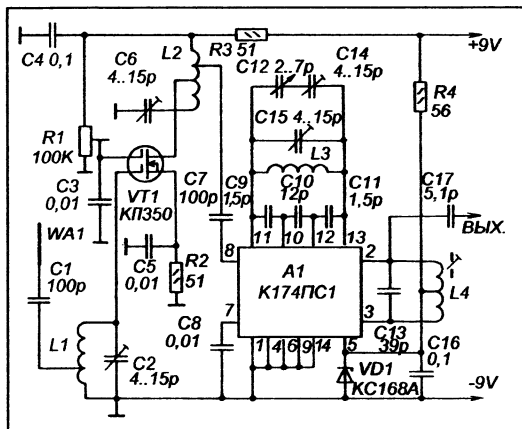 C4 0,1
C6
4..15p
L2
R3 51
C12 2..7p
C14
4..15p
+9V
R4
56
C15 4..15p
L3
R1
100K
C3
0,01
VT1
КП350
C7
100p
C9
1,5p
C10
12p
C11
1,5p
C17
5,1p
ВЫХ.
11
10
12
13
WA1
C1
100p
C5
0,01
R2
51
8
A1
К174ПС1
2
7
3
L4
L1
C2
4..15p
C8
0,01
1
4
6
9
14
5
C13
39p
C16
0,1
VD1
КС168А
-9V